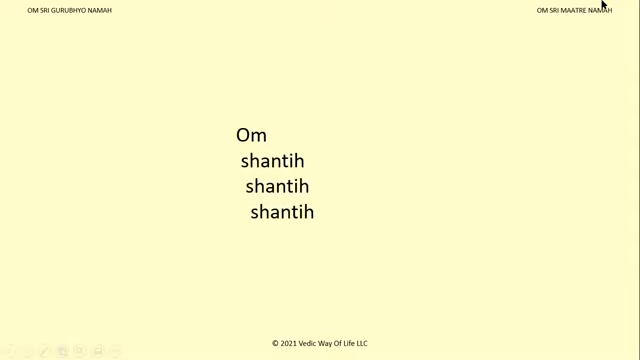 OM SRI GURUBHYO NAMAH
OM SRI MAATRE NAMAH
Om
shantih
shantih
shantih
© 2021 Vedic Way Of Life LLC